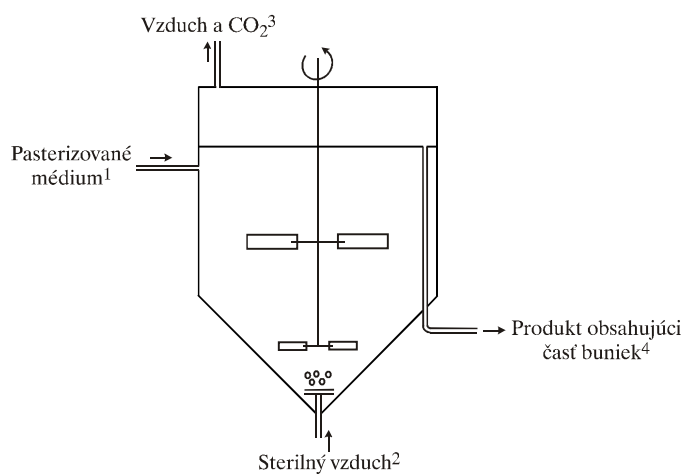 Vzduch a CO₂³
Pasterizované
médium¹
Produkt obsahujúci
časť buniek⁴
Sterilný vzduch²